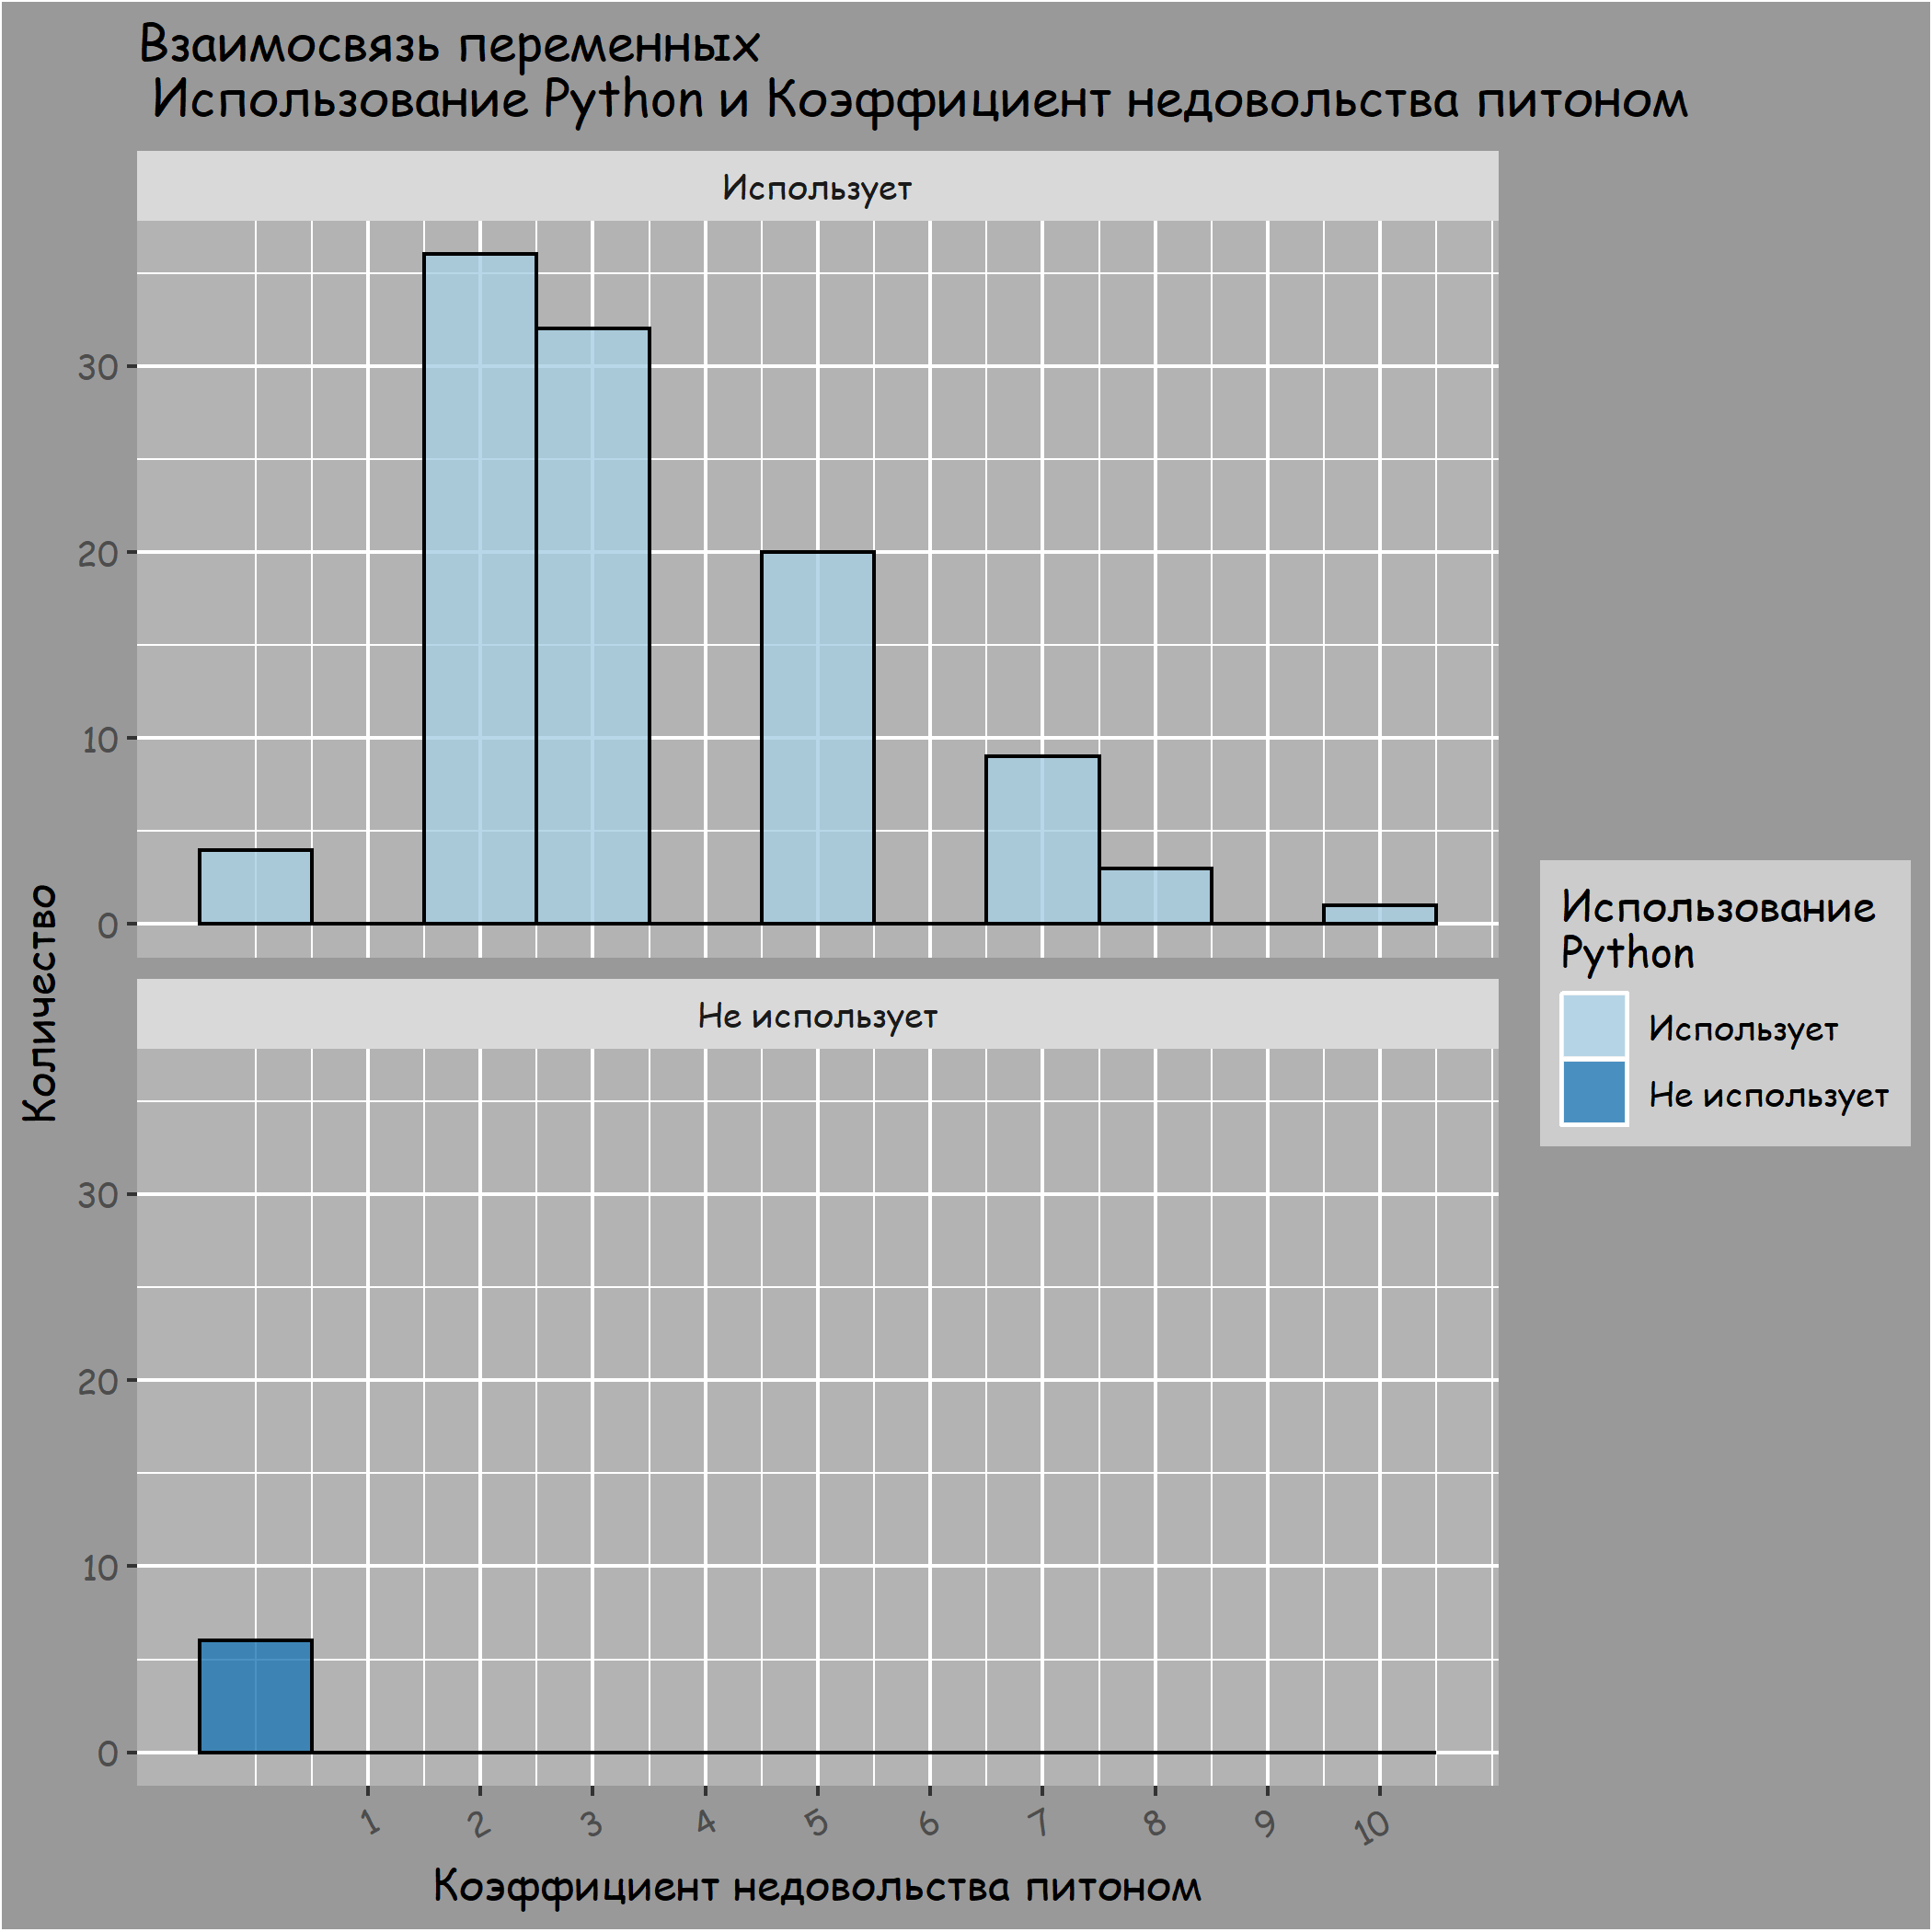 Взаимосвязь переменных
Использование Python и Коэффициент недовольства питоном
Использует
30
20
10
0
Не использует
30
20
10
0
1 2 3 4 5 6 7 8 9 10
Коэффициент недовольства питоном
Количество
Использование
Python
Использует
Не использует